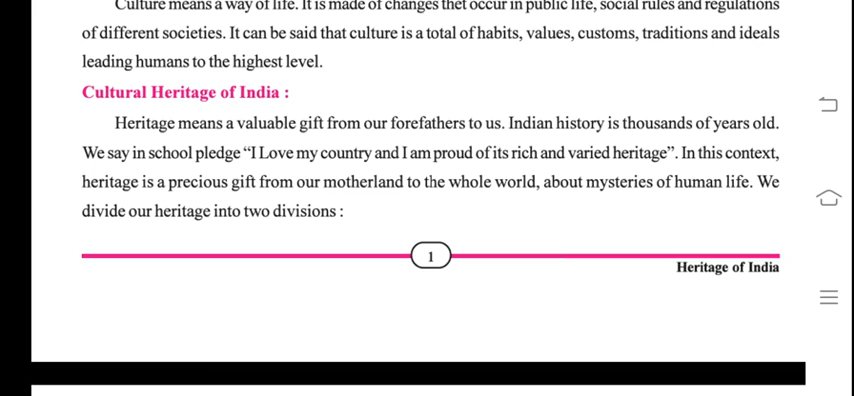 Culture means a way of life. It is made of changes thet occur in public life, social rules and regulations
of different societies. It can be said that culture is a total of habits, values, customs, traditions and ideals
leading humans to the highest level.
Cultural Heritage of India :
Heritage means a valuable gift from our forefathers to us. Indian history is thousands of years old.
We say in school pledge “I Love my country and I am proud of its rich and varied heritage”. In this context,
heritage is a precious gift from our motherland to the whole world, about mysteries of human life. We
divide our heritage into two divisions :
1
Heritage of India